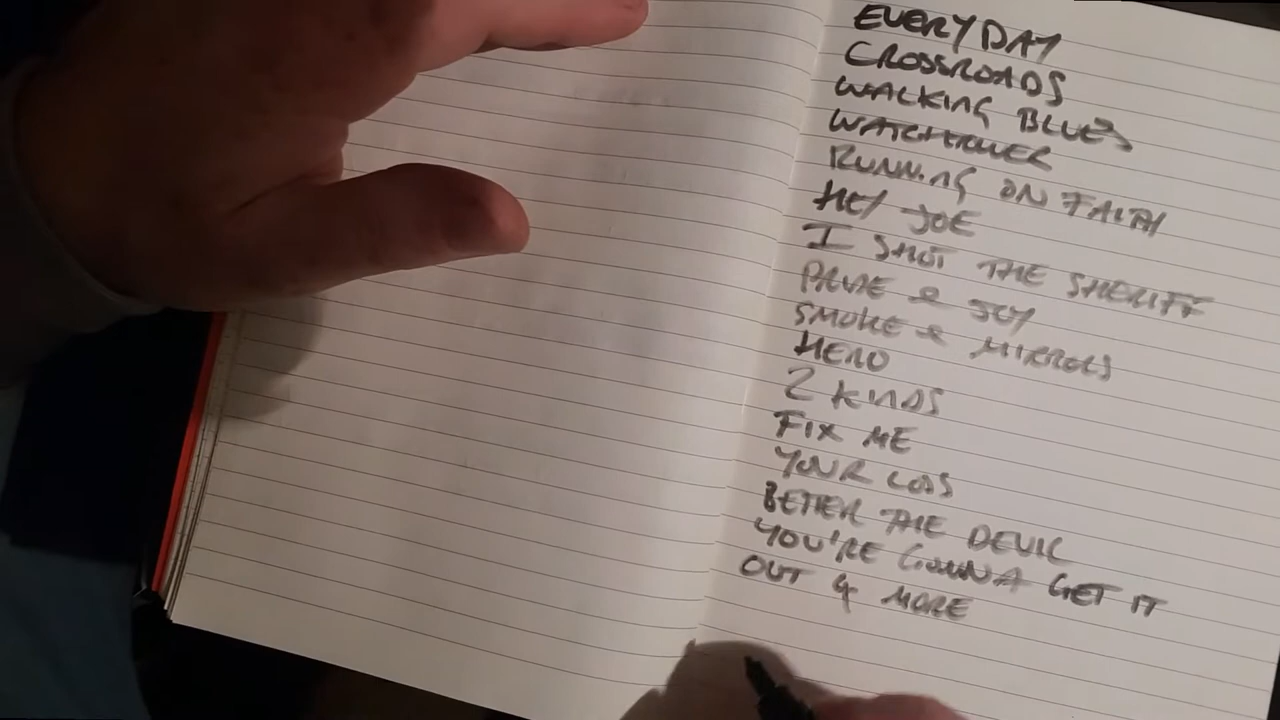 EVERYDAY
CROSSROADS
WALKING BLUES
WATCHTOWER
RUNNING ON FAITH
HEY JOE
I SHOT THE SHERIFF
PRIDE & JOY
SMOKE & MIRRORS
HERO
2 KINDS
FIX ME
YOUR LOSS
BETTER THE DEVIL
YOU'RE GONNA GET IT
OUT 4 MORE